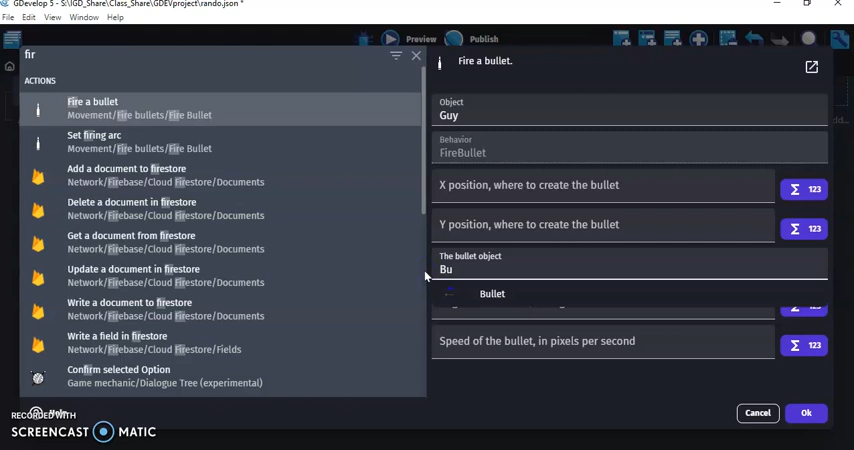 GDevelop 5 - S:\IGD_Share\Class_Share\GDEVproject\rando.json *
File Edit View Window Help
Preview Publish
fir
Fire a bullet.
ACTIONS
Fire a bullet
Movement/Fire bullets/Fire Bullet
Set firing arc
Movement/Fire bullets/Fire Bullet
Add a document to firestore
Network/Firebase/Cloud Firestore/Documents
Delete a document in firestore
Network/Firebase/Cloud Firestore/Documents
Get a document from firestore
Network/Firebase/Cloud Firestore/Documents
Update a document in firestore
Network/Firebase/Cloud Firestore/Documents
Write a document to firestore
Network/Firebase/Cloud Firestore/Documents
Write a field in firestore
Network/Firebase/Cloud Firestore/Fields
Confirm selected Option
Game mechanic/Dialogue Tree (experimental)
Object
Guy
Behavior
FireBullet
X position, where to create the bullet
Σ 123
Y position, where to create the bullet
Σ 123
The bullet object
Bu
Bullet
Speed of the bullet, in pixels per second
Σ 123
Cancel Ok
RECORDED WITH
SCREENCAST MATIC